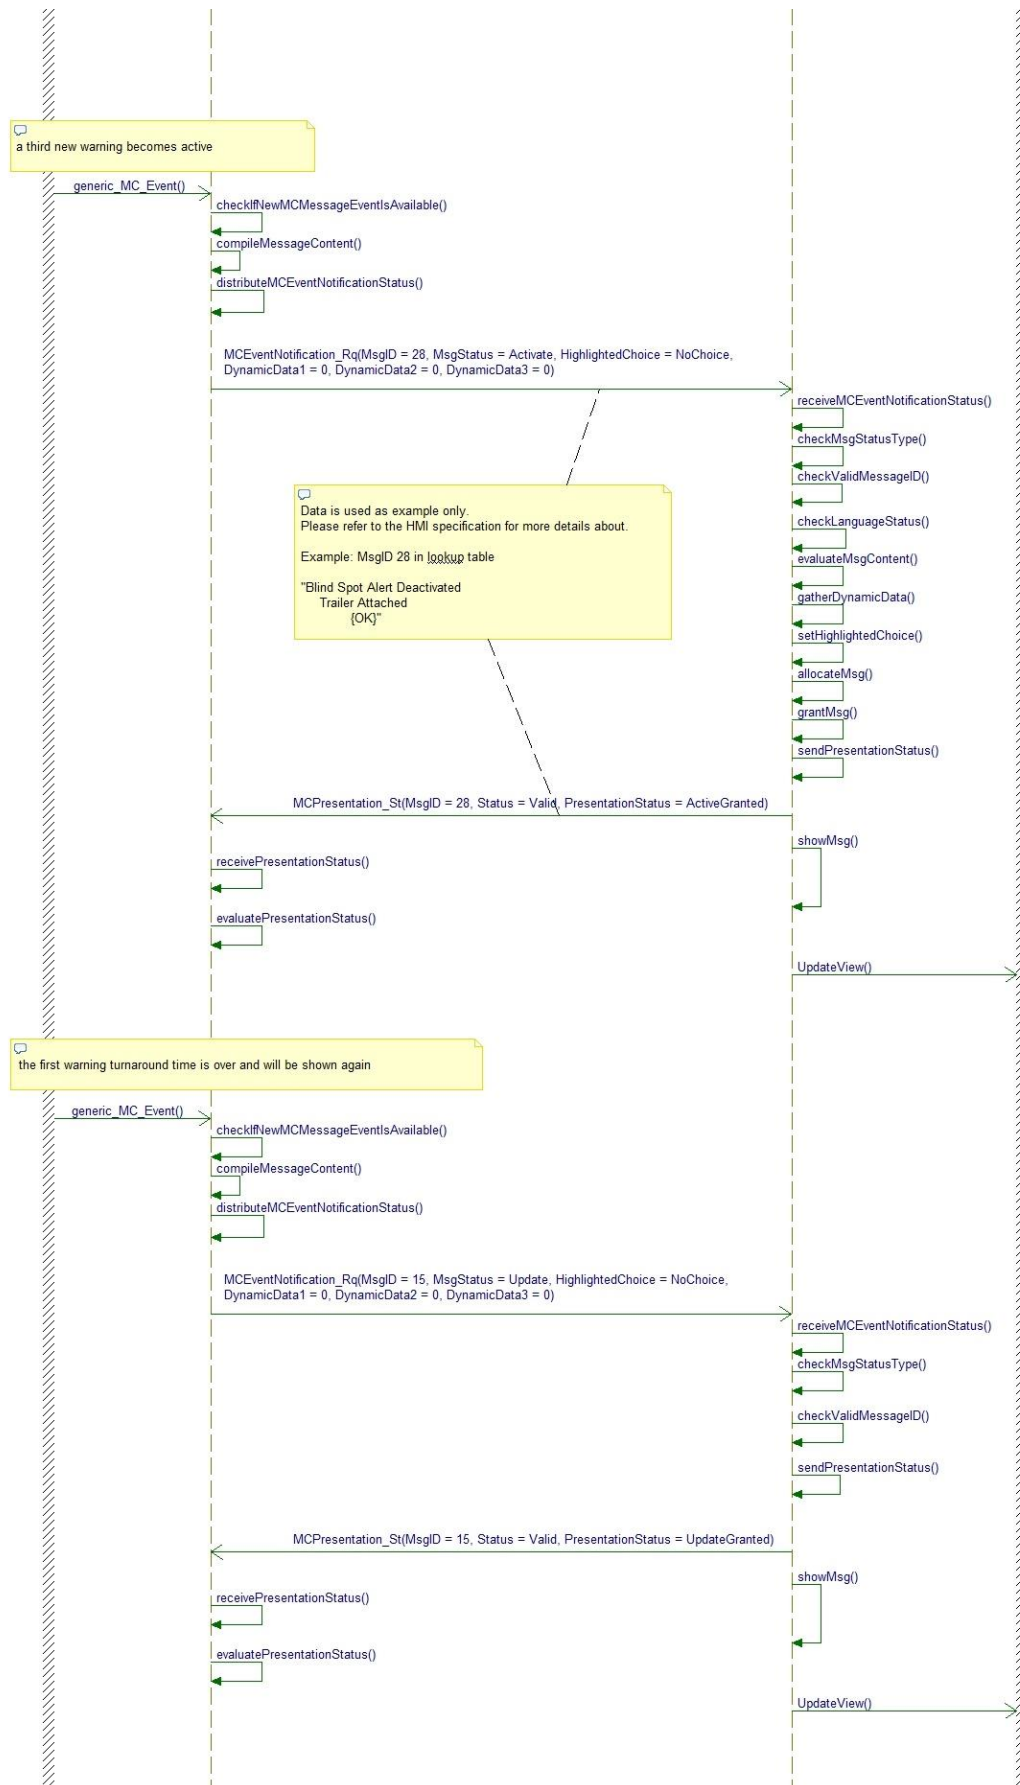 a third new warning becomes active
generic_MC_Event()
checkIfNewMCMessageEventIsAvailable()
compileMessageContent()
distributeMCEventNotificationStatus()
MCEventNotification_Rq(MsgID = 28, MsgStatus = Activate, HighlightedChoice = NoChoice,
DynamicData1 = 0, DynamicData2 = 0, DynamicData3 = 0)
receiveMCEventNotificationStatus()
checkMsgStatusType()
checkValidMessageID()
Data is used as example only.
Please refer to the HMI specification for more details about.
Example: MsgID 28 in lookup table
"Blind Spot Alert Deactivated
Trailer Attached
{OK}"
checkLanguageStatus()
evaluateMsgContent()
gatherDynamicData()
setHighlightedChoice()
allocateMsg()
grantMsg()
sendPresentationStatus()
MCPresentation_St(MsgID = 28, Status = Valid, PresentationStatus = ActiveGranted)
showMsg()
receivePresentationStatus()
evaluatePresentationStatus()
UpdateView()
the first warning turnaround time is over and will be shown again
generic_MC_Event()
checkIfNewMCMessageEventIsAvailable()
compileMessageContent()
distributeMCEventNotificationStatus()
MCEventNotification_Rq(MsgID = 15, MsgStatus = Update, HighlightedChoice = NoChoice,
DynamicData1 = 0, DynamicData2 = 0, DynamicData3 = 0)
receiveMCEventNotificationStatus()
checkMsgStatusType()
checkValidMessageID()
sendPresentationStatus()
MCPresentation_St(MsgID = 15, Status = Valid, PresentationStatus = UpdateGranted)
showMsg()
receivePresentationStatus()
evaluatePresentationStatus()
UpdateView()